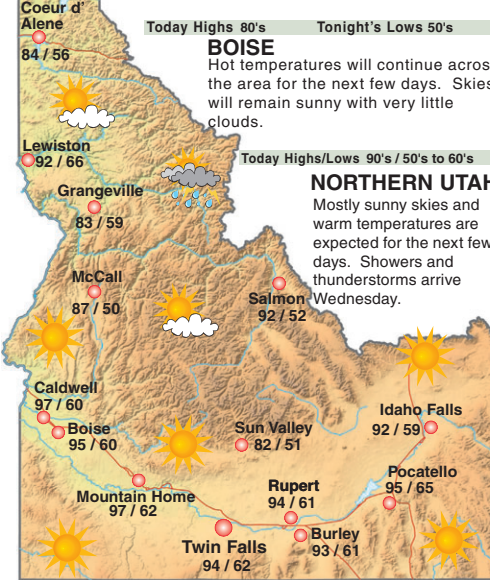 Coeur d'
Alene
84 / 56
Today Highs 80's Tonight's Lows 50's
BOISE
Hot temperatures will continue acros
the area for the next few days. Skies
will remain sunny with very little
clouds.
Lewiston
92 / 66
Today Highs/Lows 90's / 50's to 60's
NORTHERN UTAH
Mostly sunny skies and
warm temperatures are
expected for the next few
days. Showers and
thunderstorms arrive
Wednesday.
Grangeville
83 / 59
McCall
87 / 50
Salmon
92 / 52
Caldwell
97 / 60
Boise
95 / 60
Sun Valley
82 / 51
Idaho Falls
92 / 59
Mountain Home
97 / 62
Rupert
94 / 61
Pocatello
95 / 65
Twin Falls
94 / 62
Burley
93 / 61